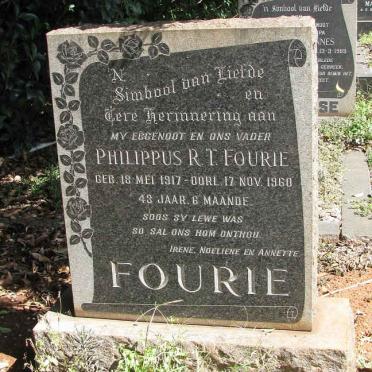 'N
Simbool van Liefde
en
Tere Herinnering aan
MY EGGENOOT EN ONS VADER
PHILIPPUS R.T. FOURIE
GEB. 18 MEI 1917 - OORL. 17 NOV. 1960
43 JAAR, 6 MAANDE.
SOOS SY LEWE WAS
SO SAL ONS HOM ONTHOU.
IRENE, NOELIENE EN ANNETTE
FOURIE